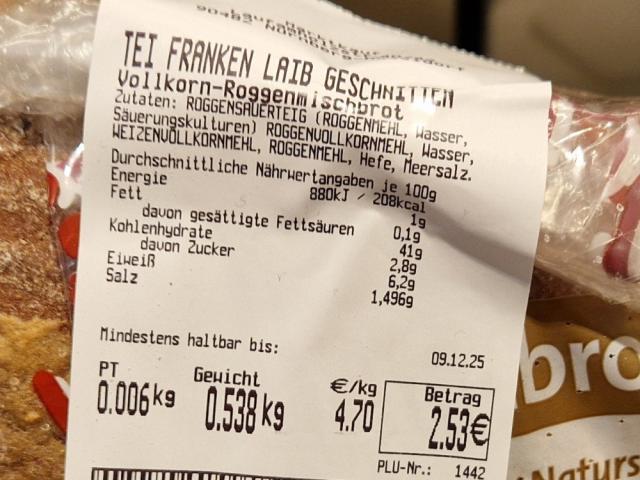 TEI FRANKEN LAIB GESCHNITTEN
Vollkorn-Roggenmischbrot
Zutaten: ROGGENSAUERTEIG (ROGGENMEHL, Wasser,
Säuerungskulturen) ROGGENVOLLKORNMEHL, Wasser,
WEIZENVOLLKORNMEHL, ROGGENMEHL, Hefe, Meersalz.
Durchschnittliche Nährwertangaben je 100g
Energie 880kJ / 208kcal
Fett 1g
davon gesättigte Fettsäuren 0,1g
Kohlenhydrate 41g
davon Zucker 2,8g
Eiweiß 6,2g
Salz 1,496g
Mindestens haltbar bis: 09.12.25
PT Gewicht €/kg Betrag
0.006kg 0.538kg 4.70 2.53€
PLU-Nr.: 1442
bro
Naturs